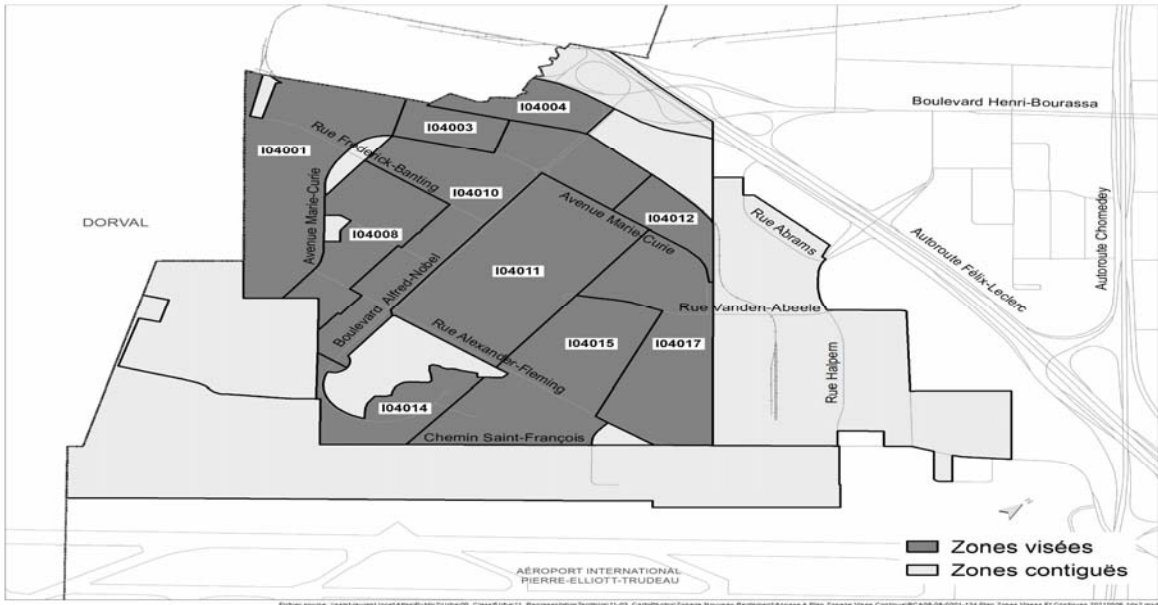 Boulevard Henri-Bourassa
I04004
I04003
Rue Frederick-Banting
I04001
I04010
Avenue Marie-Curie
I04012
Rue Abrams
DORVAL
Avenue Marie-Curie
I04008
Autoroute Félix-Leclerc
Autoroute Chomedey
I04011
Boulevard Alfred-Nobel
Rue Vanden-Abeele
Rue Alexander-Fleming
I04015
I04017
Rue Halpern
I04014
Chemin Saint-François
N
Zones visées
Zones contiguës
AÉROPORT INTERNATIONAL
PIERRE-ELLIOTT-TRUDEAU